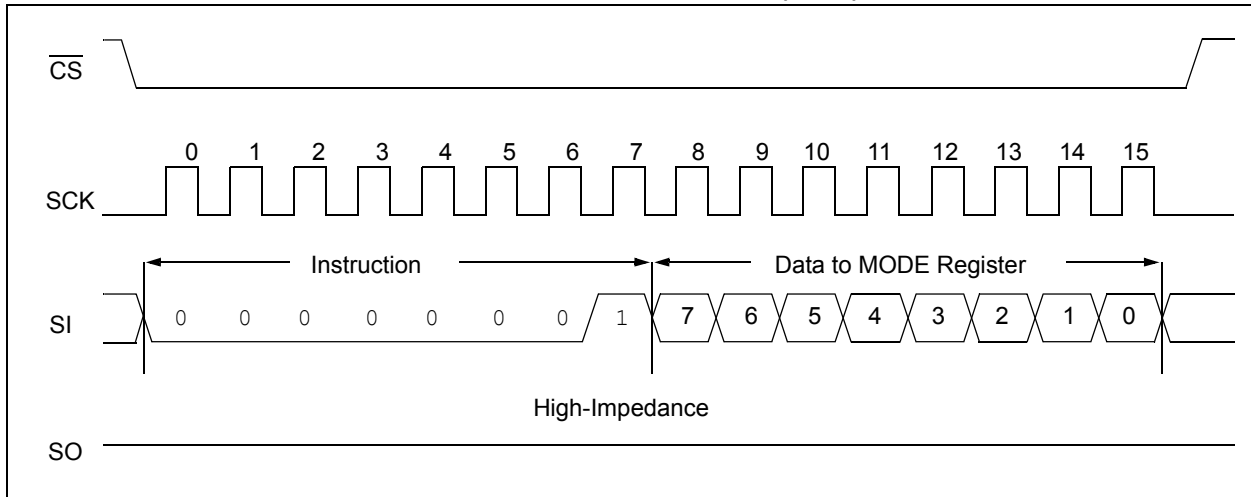 CS
0 1 2 3 4 5 6 7 8 9 10 11 12 13 14 15
SCK
Instruction Data to MODE Register
SI 0 0 0 0 0 0 0 1 7 6 5 4 3 2 1 0
High-Impedance
SO